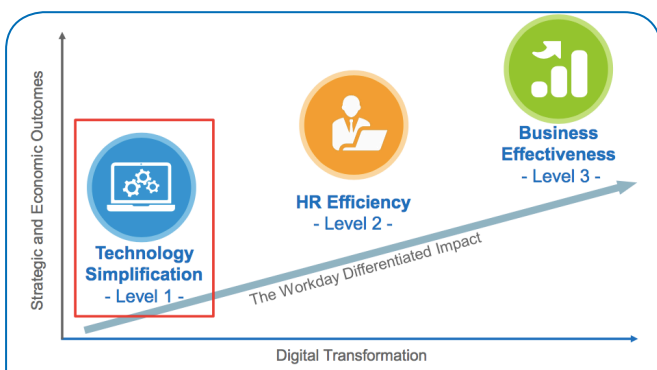 Strategic and Economic Outcomes
Technology
Simplification
- Level 1 -
HR Efficiency
- Level 2 -
Business
Effectiveness
- Level 3 -
The Workday Differentiated Impact
Digital Transformation